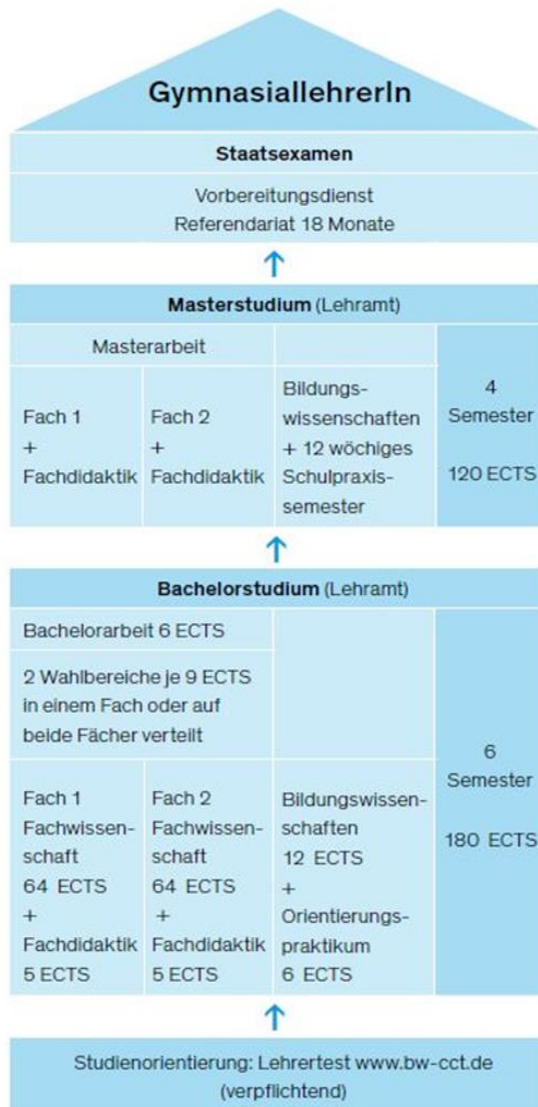 GymnasiallehrerIn
Staatsexamen
Vorbereitungsdienst
Referendariat 18 Monate
↑
Masterstudium (Lehramt)
Masterarbeit
Fach 1
+
Fachdidaktik
Fach 2
+
Fachdidaktik
Bildungs-
wissenschaften
+ 12 wöchiges
Schulpraxis-
semester
4
Semester
120 ECTS
↑
Bachelorstudium (Lehramt)
Bachelorarbeit 6 ECTS
2 Wahlbereiche je 9 ECTS
in einem Fach oder auf
beide Fächer verteilt
Fach 1
Fachwissen-
schaft
64 ECTS
+
Fachdidaktik
5 ECTS
Fach 2
Fachwissen-
schaft
64 ECTS
+
Fachdidaktik
5 ECTS
Bildungswissen-
schaften
12 ECTS
+
Orientierungs-
praktikum
6 ECTS
6
Semester
180 ECTS
↑
Studienorientierung: Lehrertest www.bw-cct.de
(verpflichtend)